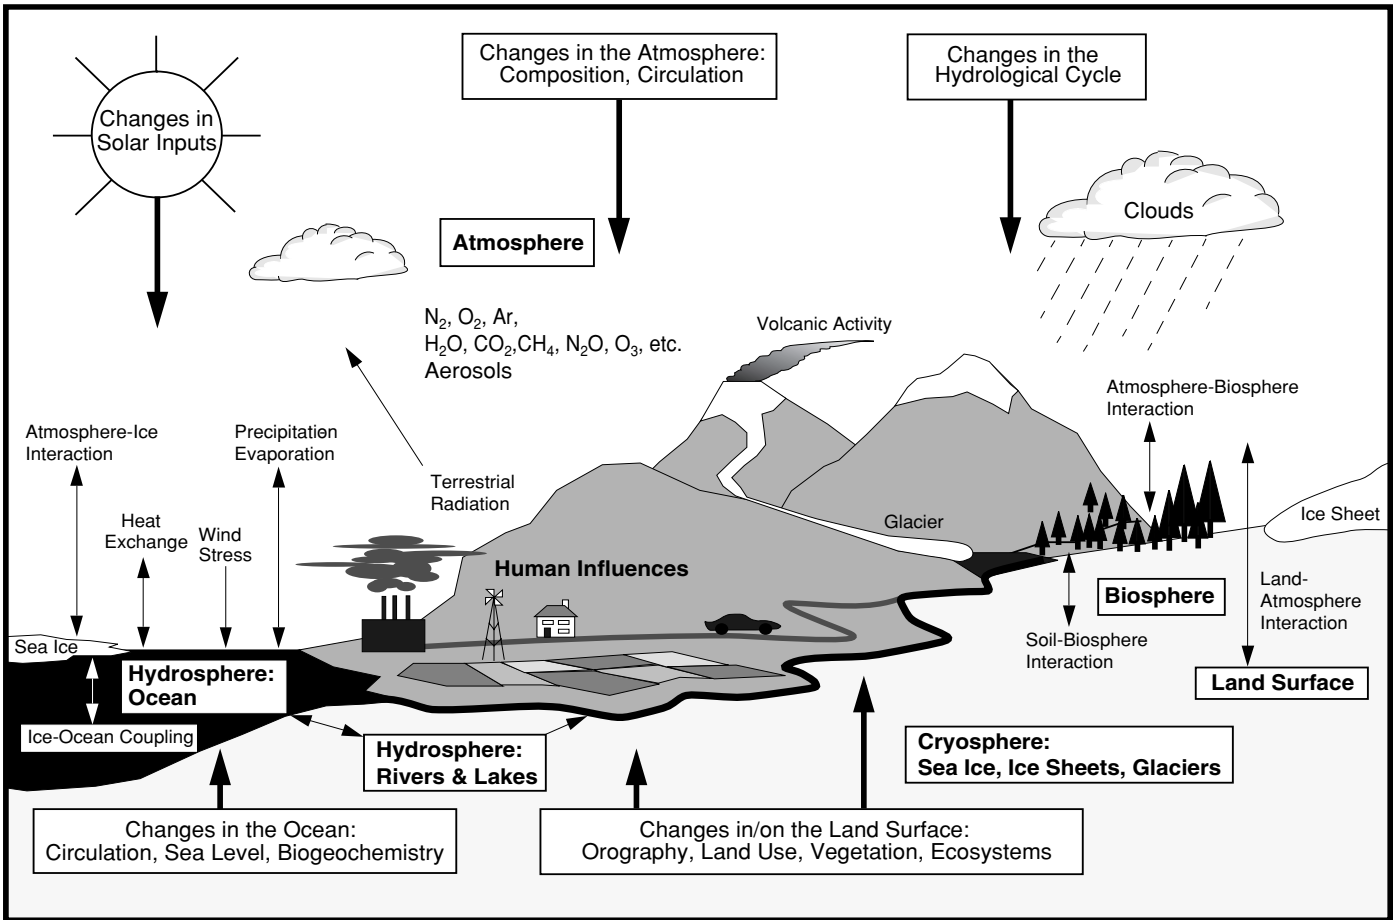 Changes in
Solar Inputs
Changes in the Atmosphere:
Composition, Circulation
Changes in the
Hydrological Cycle
Clouds
Atmosphere
N₂, O₂, Ar,
H₂O, CO₂,CH₄, N₂O, O₃, etc.
Aerosols
Volcanic Activity
Atmosphere-Biosphere
Interaction
Atmosphere-Ice
Interaction
Precipitation
Evaporation
Terrestrial
Radiation
Heat
Exchange
Wind
Stress
Glacier
Ice Sheet
Human Influences
Biosphere
Land-
Atmosphere
Interaction
Soil-Biosphere
Interaction
Sea Ice
Hydrosphere:
Ocean
Land Surface
Ice-Ocean Coupling
Hydrosphere:
Rivers & Lakes
Cryosphere:
Sea Ice, Ice Sheets, Glaciers
Changes in the Ocean:
Circulation, Sea Level, Biogeochemistry
Changes in/on the Land Surface:
Orography, Land Use, Vegetation, Ecosystems